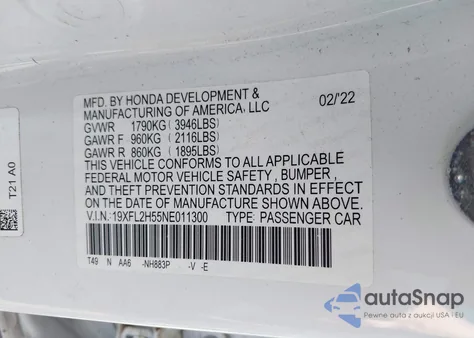 MFD. BY HONDA DEVELOPMENT &
MANUFACTURING OF AMERICA, LLC 02/'22
GVWR 1790KG (3946LBS)
GAWR F 960KG (2116LBS)
GAWR R 860KG (1895LBS)
THIS VEHICLE CONFORMS TO ALL APPLICABLE
FEDERAL MOTOR VEHICLE SAFETY, BUMPER,
AND THEFT PREVENTION STANDARDS IN EFFECT
ON THE DATE OF MANUFACTURE SHOWN ABOVE.
V.I.N.:19XFL2H55NE011300 TYPE: PASSENGER CAR
T49 N AA6 -NH883P -V -E
T21 A0
autoSnap
Pewne auta z aukcji USA i EU